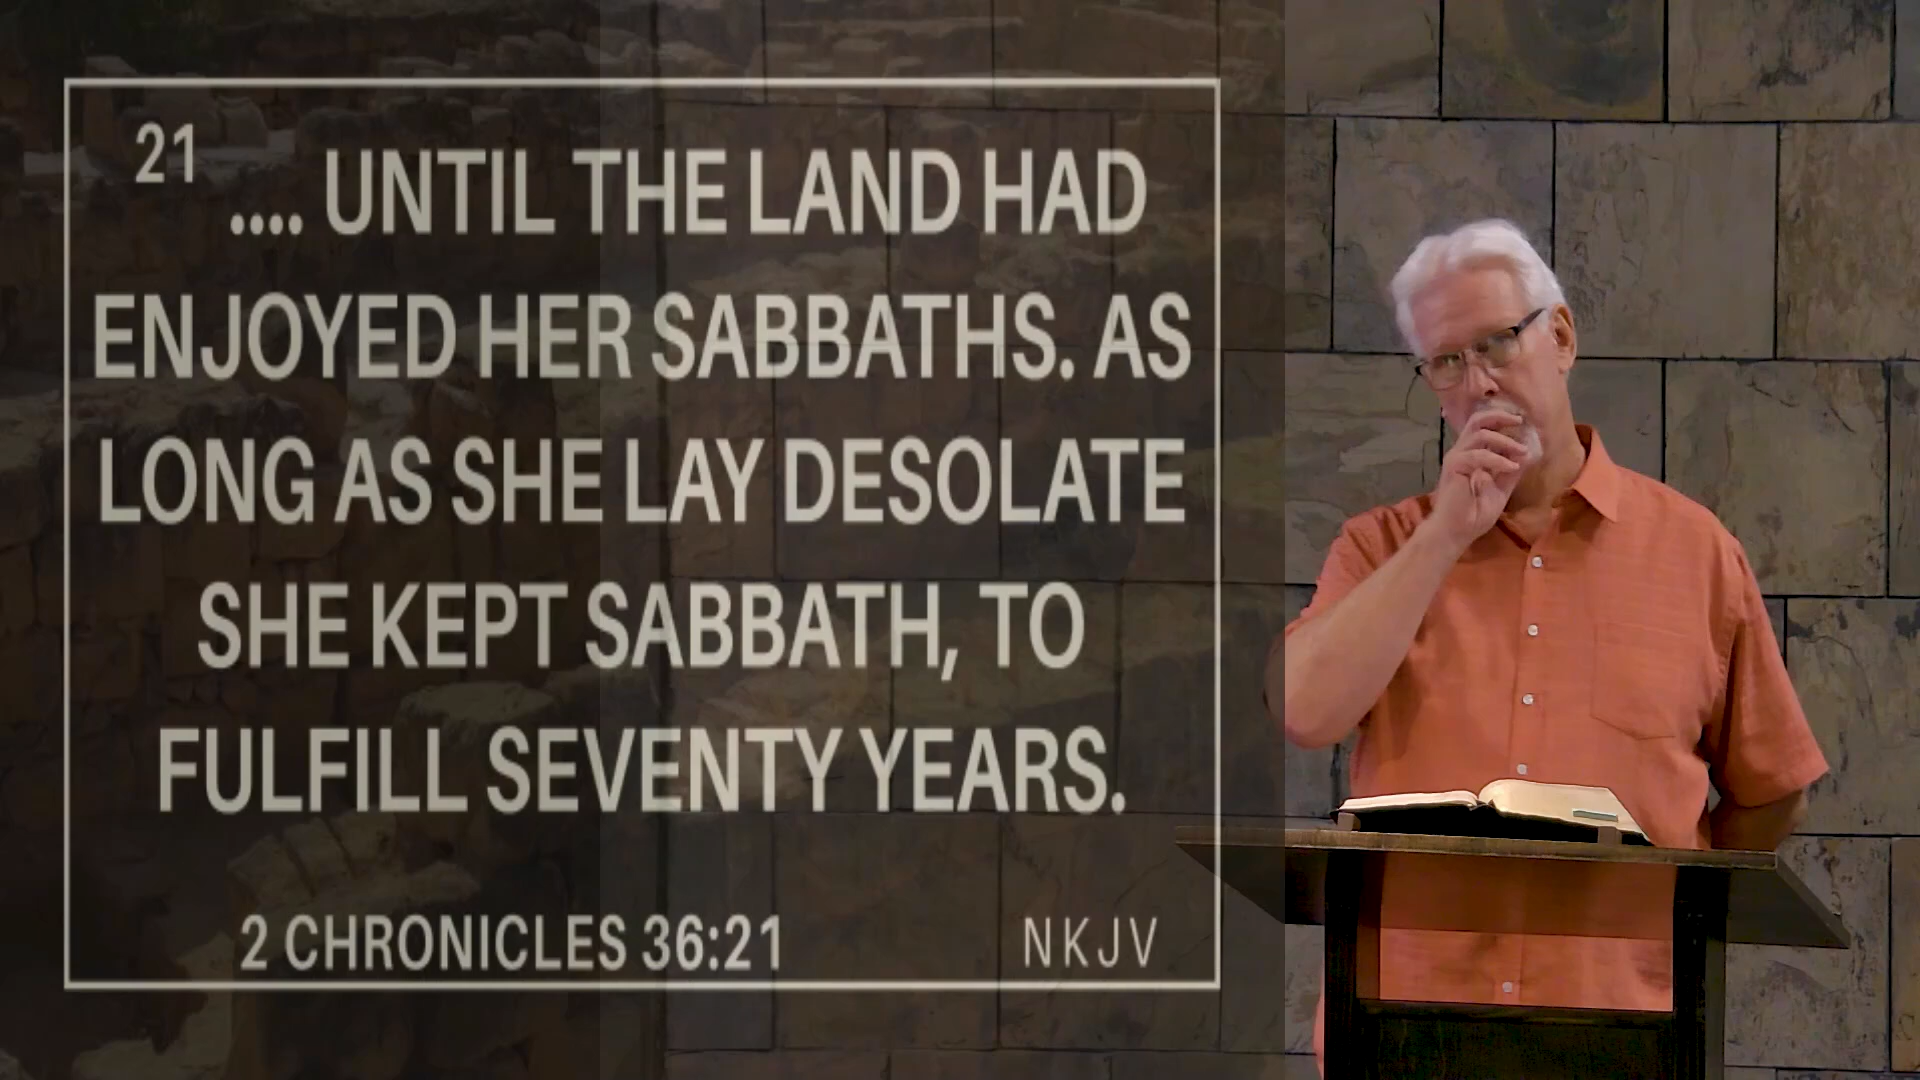 21
.... UNTIL THE LAND HAD
ENJOYED HER SABBATHS. AS
LONG AS SHE LAY DESOLATE
SHE KEPT SABBATH, TO
FULFILL SEVENTY YEARS.
2 CHRONICLES 36:21 NKJV